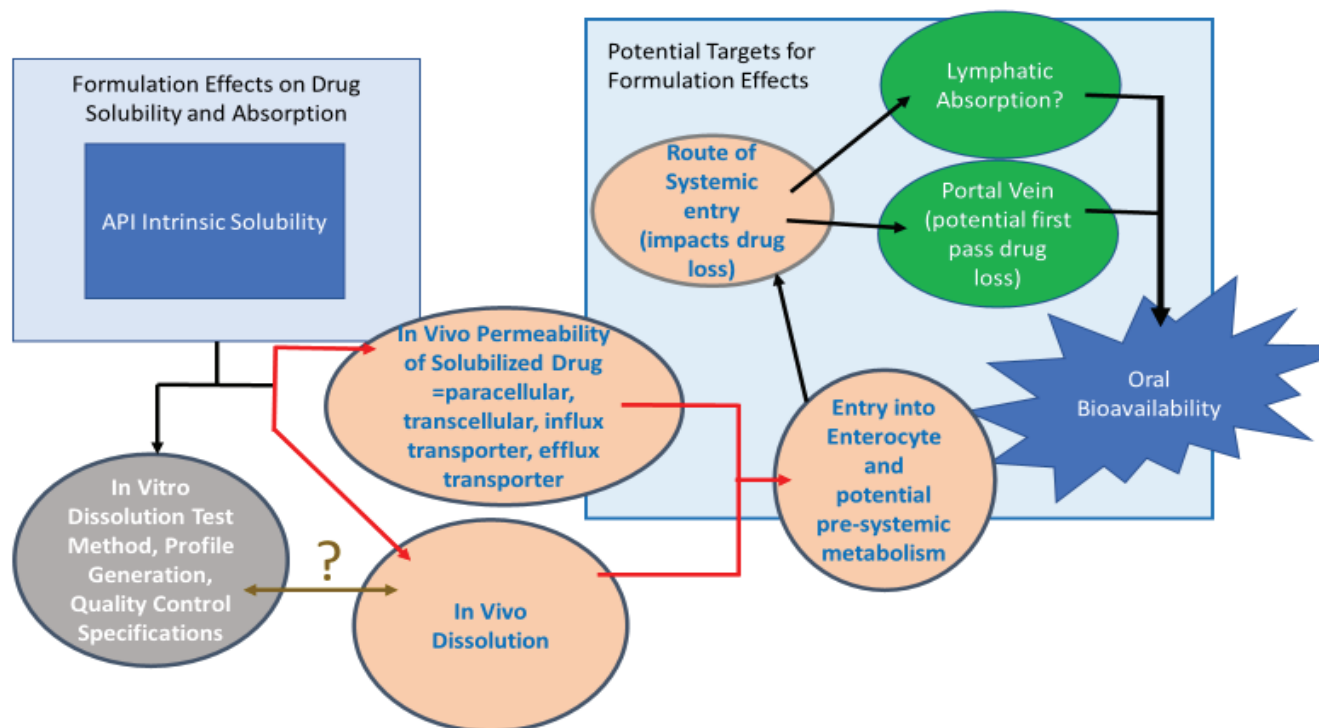 Formulation Effects on Drug
Solubility and Absorption
API Intrinsic Solubility
Potential Targets for
Formulation Effects
Lymphatic
Absorption?
Route of
Systemic
entry
(impacts drug
loss)
Portal Vein
(potential first
pass drug
loss)
In Vivo Permeability
of Solubilized Drug
=paracellular,
transcellular, influx
transporter, efflux
transporter
Oral
Bioavailability
Entry into
Enterocyte
and
potential
pre-systemic
metabolism
In Vitro
Dissolution Test
Method, Profile
Generation,
Quality Control
Specifications
?
In Vivo
Dissolution